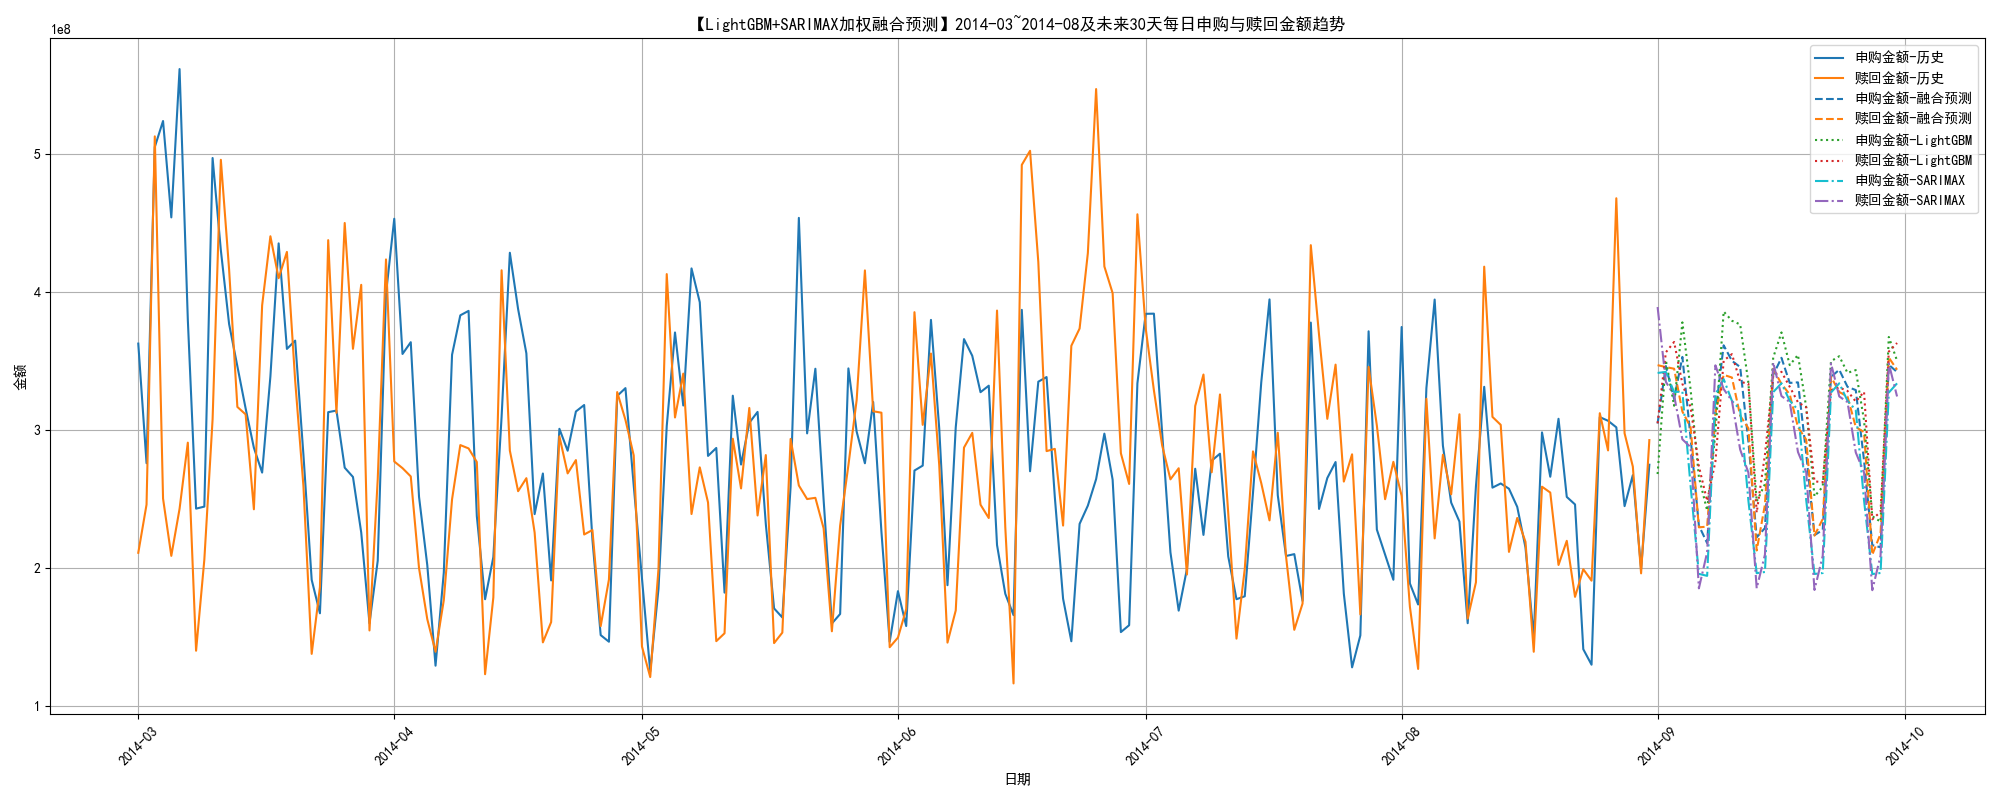 【LightGBM+SARIMAX加权融合预测】2014-03~2014-08及未来30天每日申购与赎回金额趋势
1e8
申购金额-历史
赎回金额-历史
申购金额-融合预测
赎回金额-融合预测
申购金额-LightGBM
赎回金额-LightGBM
申购金额-SARIMAX
赎回金额-SARIMAX
5
4
3
2
1
金额
2014-03
2014-04
2014-05
2014-06
2014-07
2014-08
2014-09
2014-10
日期